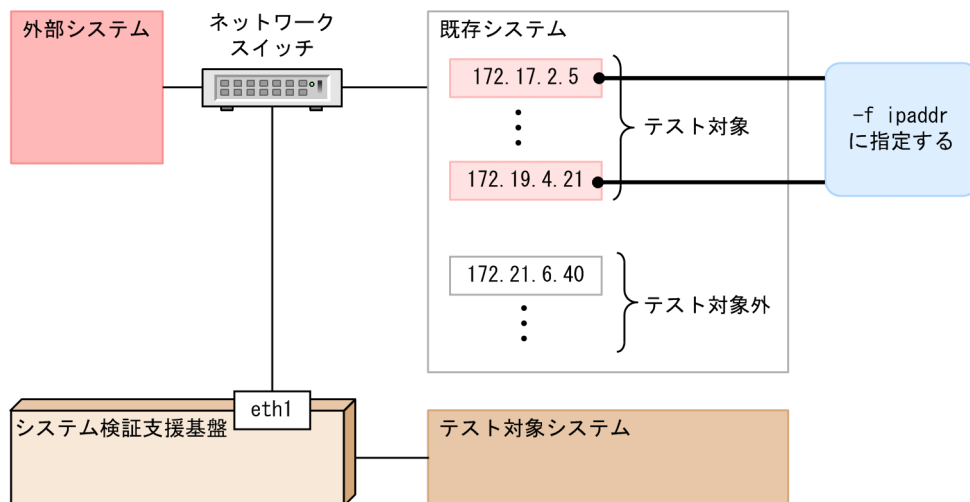 外部システム
ネットワーク
スイッチ
既存システム
172.17.2.5
テスト対象
172.19.4.21
-f ipaddr
に指定する
172.21.6.40
テスト対象外
eth1
システム検証支援基盤
テスト対象システム